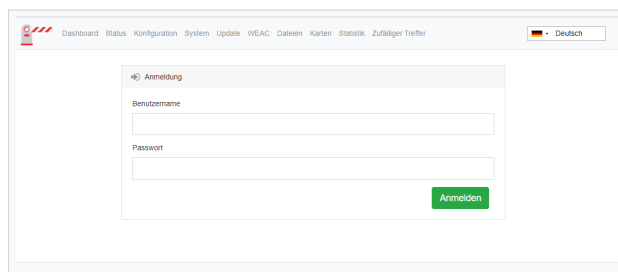 Dashboard Status Konfiguration System Update WEAC Dateien Karten Statistik Zufälliger Treffer Deutsch
Anmeldung
Benutzername
Passwort
Anmelden